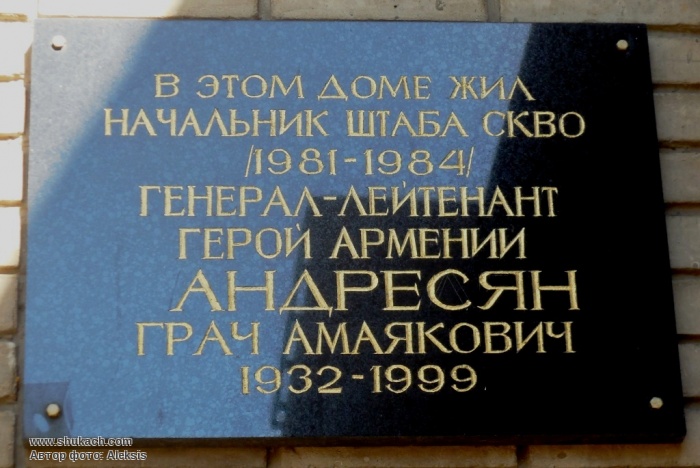 В ЭТОМ ДОМЕ ЖИЛ
НАЧАЛЬНИК ШТАБА СКВО
/1981-1984/
ГЕНЕРАЛ-ЛЕЙТЕНАНТ
ГЕРОЙ АРМЕНИИ
АНДРЕСЯН
ГРАЧ АМАЯКОВИЧ
1932-1999
www.shukach.com
Автор фото: Aleksis